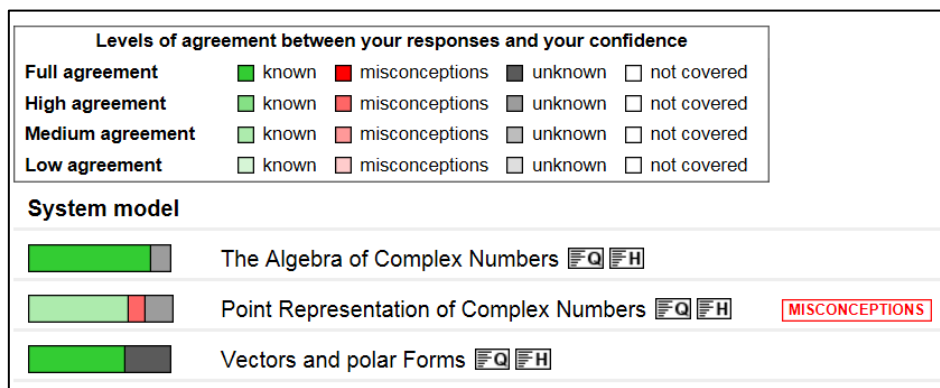 Levels of agreement between your responses and your confidence
Full agreement known misconceptions unknown not covered
High agreement known misconceptions unknown not covered
Medium agreement known misconceptions unknown not covered
Low agreement known misconceptions unknown not covered
System model
The Algebra of Complex Numbers Q H
Point Representation of Complex Numbers Q H MISCONCEPTIONS
Vectors and polar Forms Q H